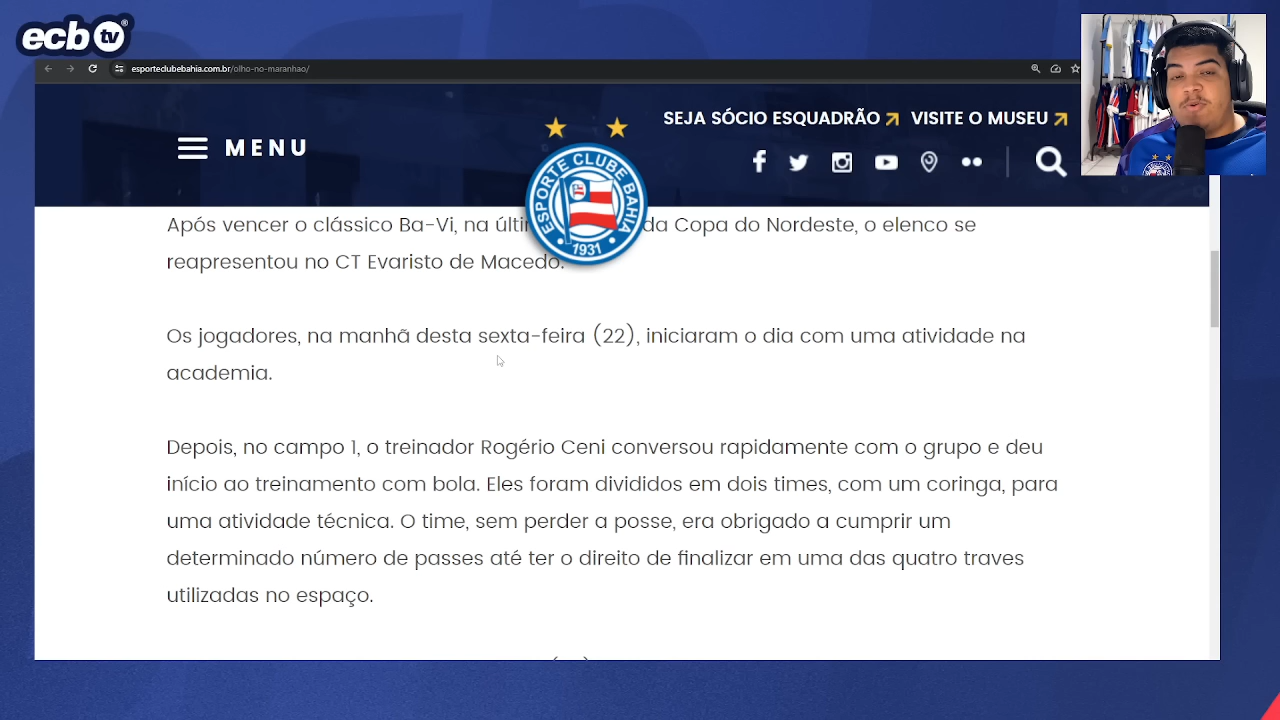 ecb tv
esporteclubebahia.com.br/olho-no-maranhao/
MENU
SEJA SÓCIO ESQUADRÃO
VISITE O MUSEU
ESPORTE CLUBE BAHIA
1931
Após vencer o clássico Ba-Vi, na da Copa do Nordeste, o elenco se
reapresentou no CT Evaristo de Macedo.
Os jogadores, na manhã desta sexta-feira (22), iniciaram o dia com uma atividade na
academia.
Depois, no campo 1, o treinador Rogério Ceni conversou rapidamente com o grupo e deu
início ao treinamento com bola. Eles foram divididos em dois times, com um coringa, para
uma atividade técnica. O time, sem perder a posse, era obrigado a cumprir um
determinado número de passes até ter o direito de finalizar em uma das quatro traves
utilizadas no espaço.